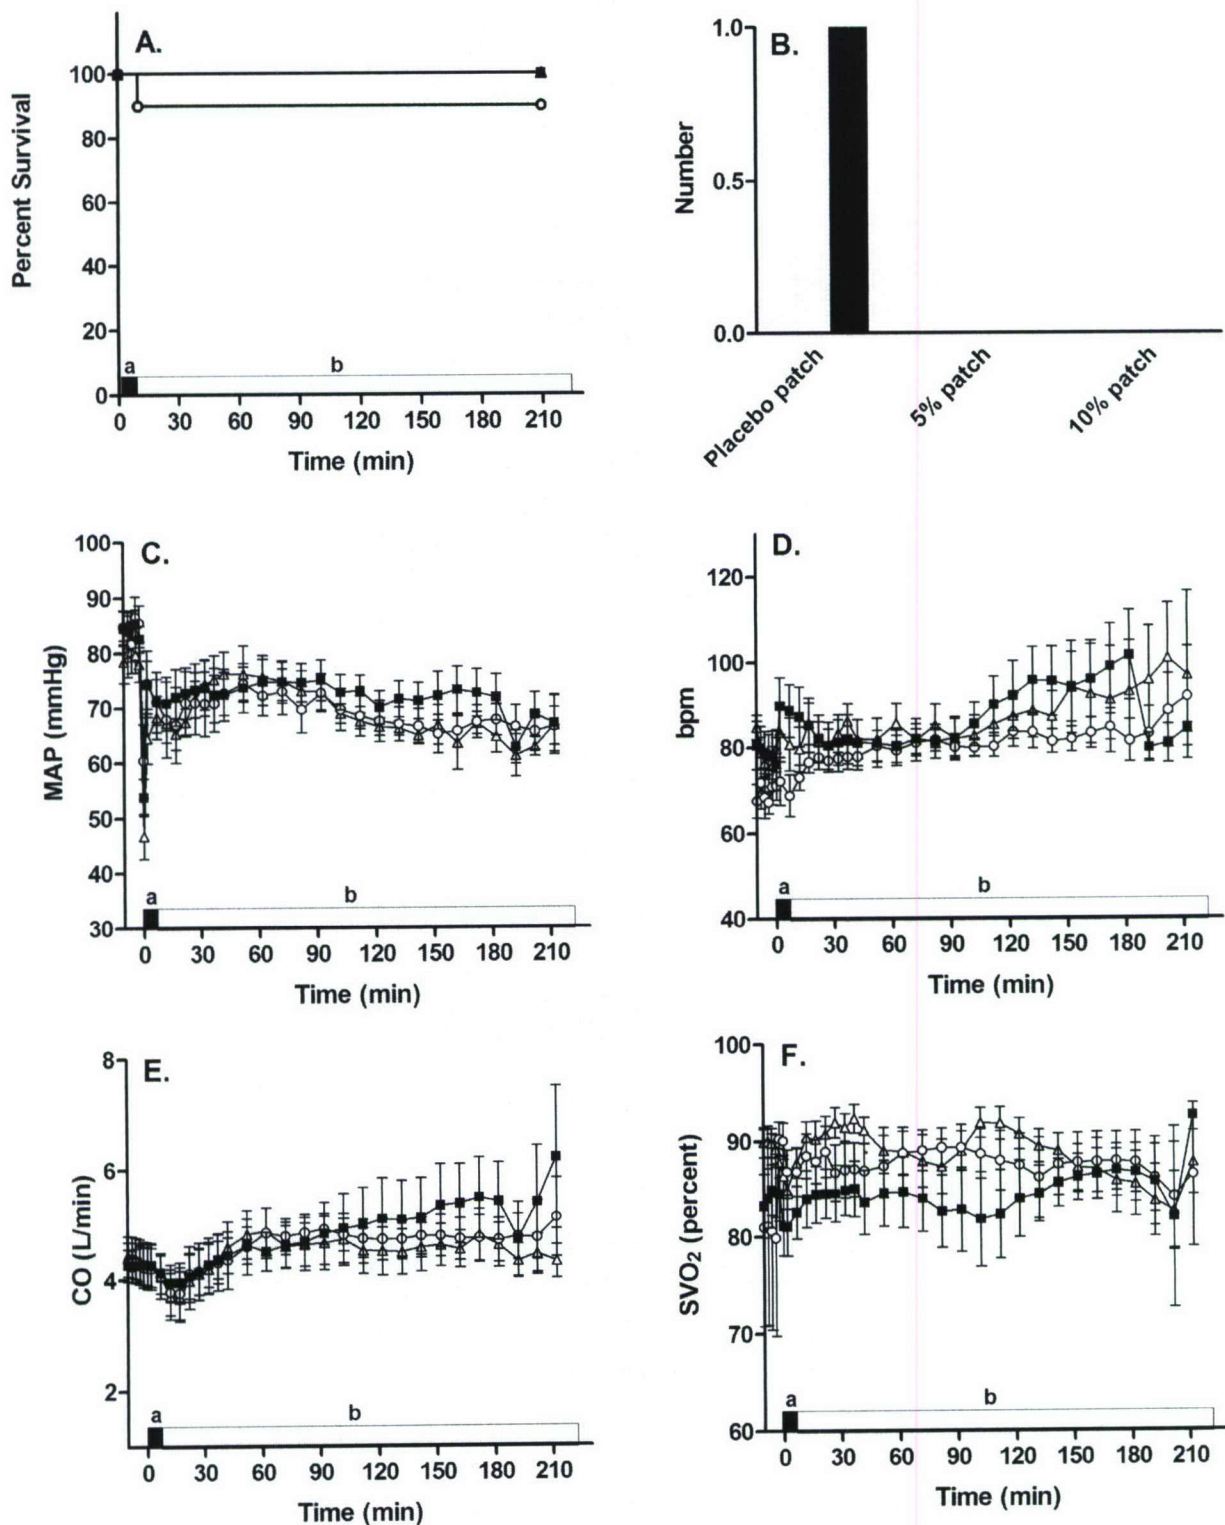 A.
Percent Survival
100
80
60
40
20
0
a
b
0 30 60 90 120 150 180 210
Time (min)
B.
Number
1.0
0.5
0.0
Placebo patch
5% patch
10% patch
C.
MAP (mmHg)
100
90
80
70
60
50
40
30
a
b
0 30 60 90 120 150 180 210
Time (min)
D.
bpm
120
100
80
60
40
a
b
0 30 60 90 120 150 180 210
Time (min)
E.
CO (L/min)
8
6
4
2
a
b
0 30 60 90 120 150 180 210
Time (min)
F.
SVO₂ (percent)
100
90
80
70
60
a
b
0 30 60 90 120 150 180 210
Time (min)